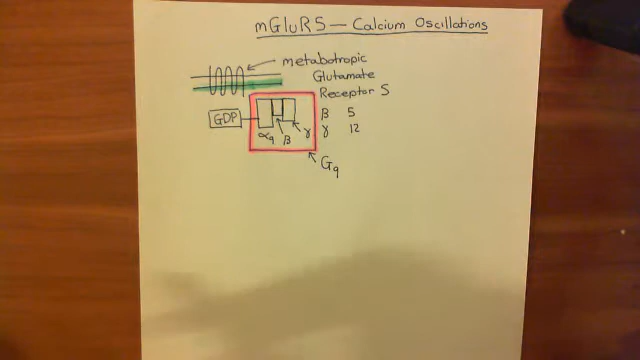 mGluR5 — Calcium Oscillations
metabotropic
Glutamate
Receptor 5
GDP
αq β γ
β 5
γ 12
Gq